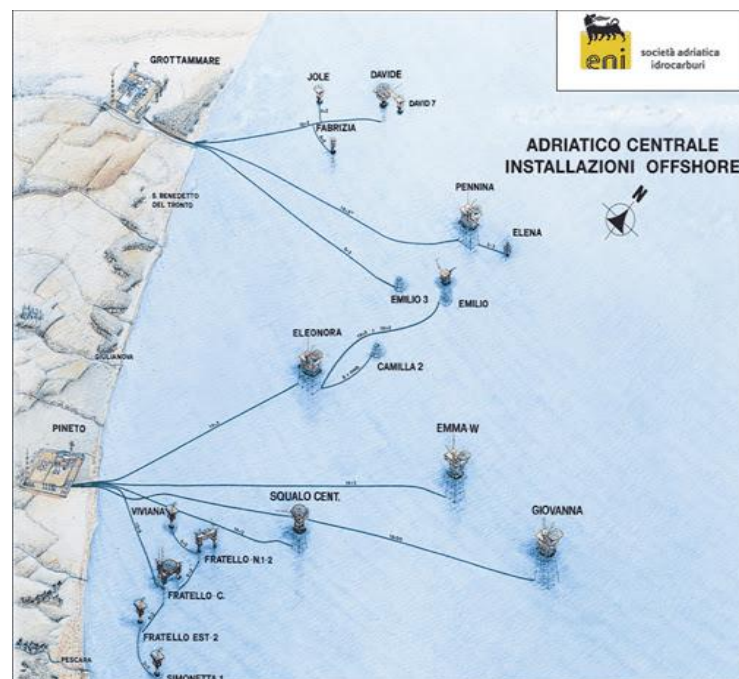 eni
società adriatica
idrocarburi
ADRIATICO CENTRALE
INSTALLAZIONI OFFSHORE
N
GROTTAMMARE
JOLE
DAVIDE
DAVID 7
FABRIZIA
S. BENEDETTO
DEL TRONTO
PENNINA
ELENA
EMILIO 3
EMILIO
ELEONORA
CAMILLA 2
GIULIANOVA
PINETO
EMMA-W
SQUALO CENT.
GIOVANNA
VIVIANA
FRATELLO-N.1-2
FRATELLO-C.
FRATELLO EST-2
PESCARA
SIMONETTA 1